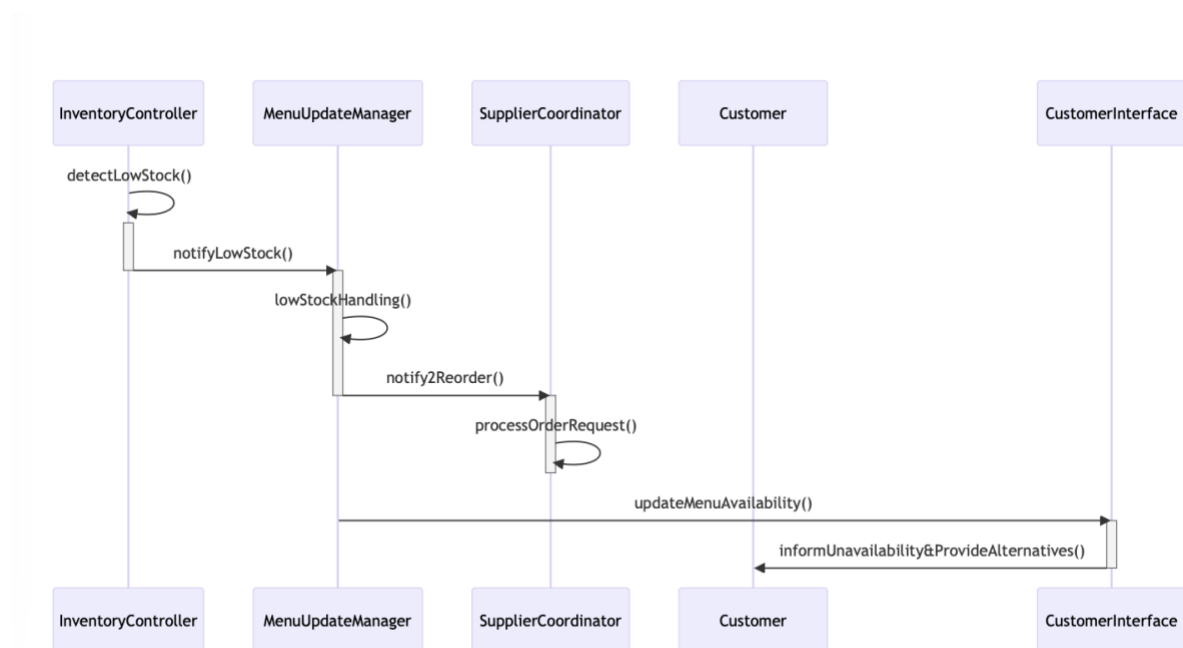 InventoryController MenuUpdateManager SupplierCoordinator Customer CustomerInterface
detectLowStock()
notifyLowStock()
lowStockHandling()
notify2Reorder()
processOrderRequest()
updateMenuAvailability()
informUnavailability&ProvideAlternatives()
InventoryController MenuUpdateManager SupplierCoordinator Customer CustomerInterface